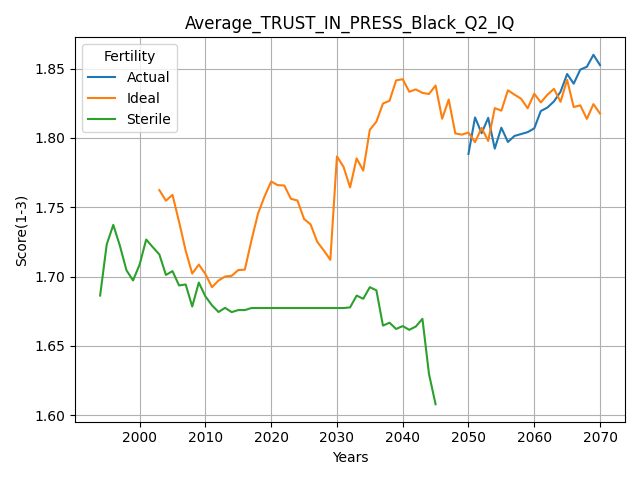 Average_TRUST_IN_PRESS_Black_Q2_IQ
Fertility
Actual
Ideal
Sterile
Score(1-3)
1.85
1.80
1.75
1.70
1.65
1.60
2000 2010 2020 2030 2040 2050 2060 2070
Years